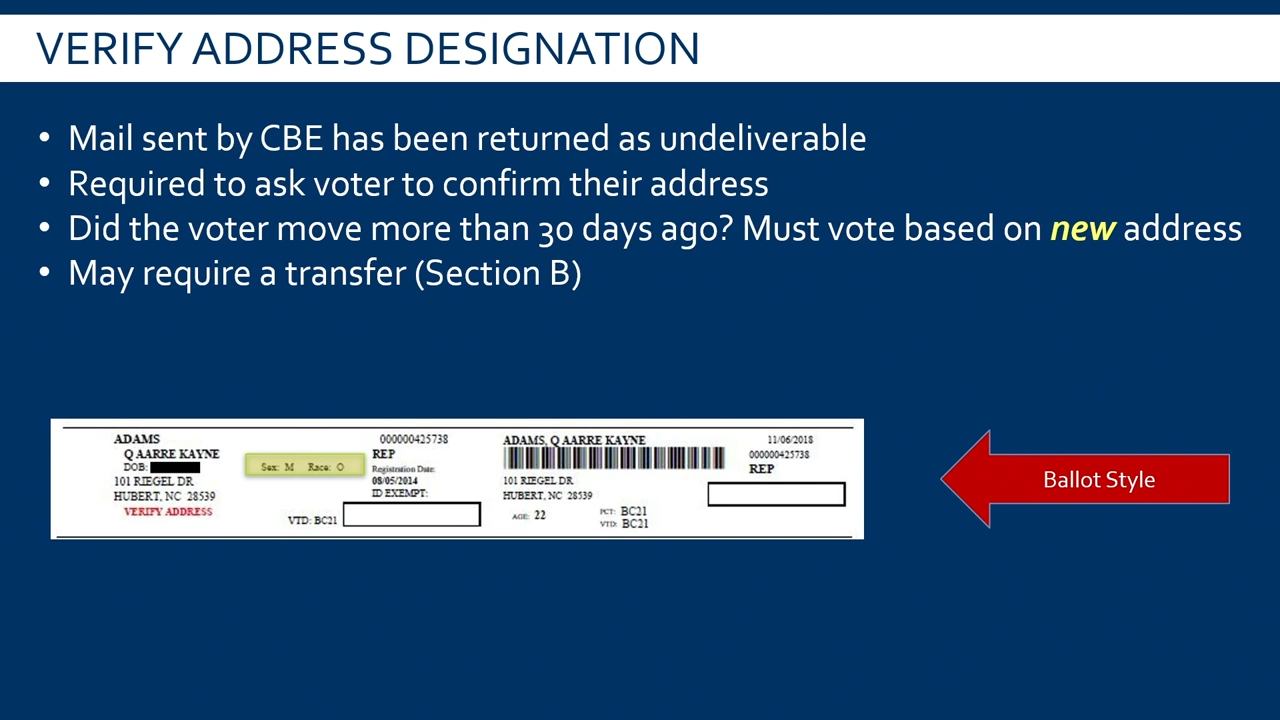 VERIFY ADDRESS DESIGNATION
• Mail sent by CBE has been returned as undeliverable
• Required to ask voter to confirm their address
• Did the voter move more than 30 days ago? Must vote based on new address
• May require a transfer (Section B)
ADAMS
Q AARRE KAYNE
DOB:
101 RIEGEL DR
HUBERT, NC 28539
VERIFY ADDRESS
Sex: M Race: O
VTD: BC21
000000425738
REP
Registration Date:
08/05/2014
ID EXEMPT:
ADAMS, Q AARRE KAYNE
101 RIEGEL DR
HUBERT, NC 28539
AGE: 22
PCT: BC21
VTD: BC21
11/06/2018
000000425738
REP
Ballot Style